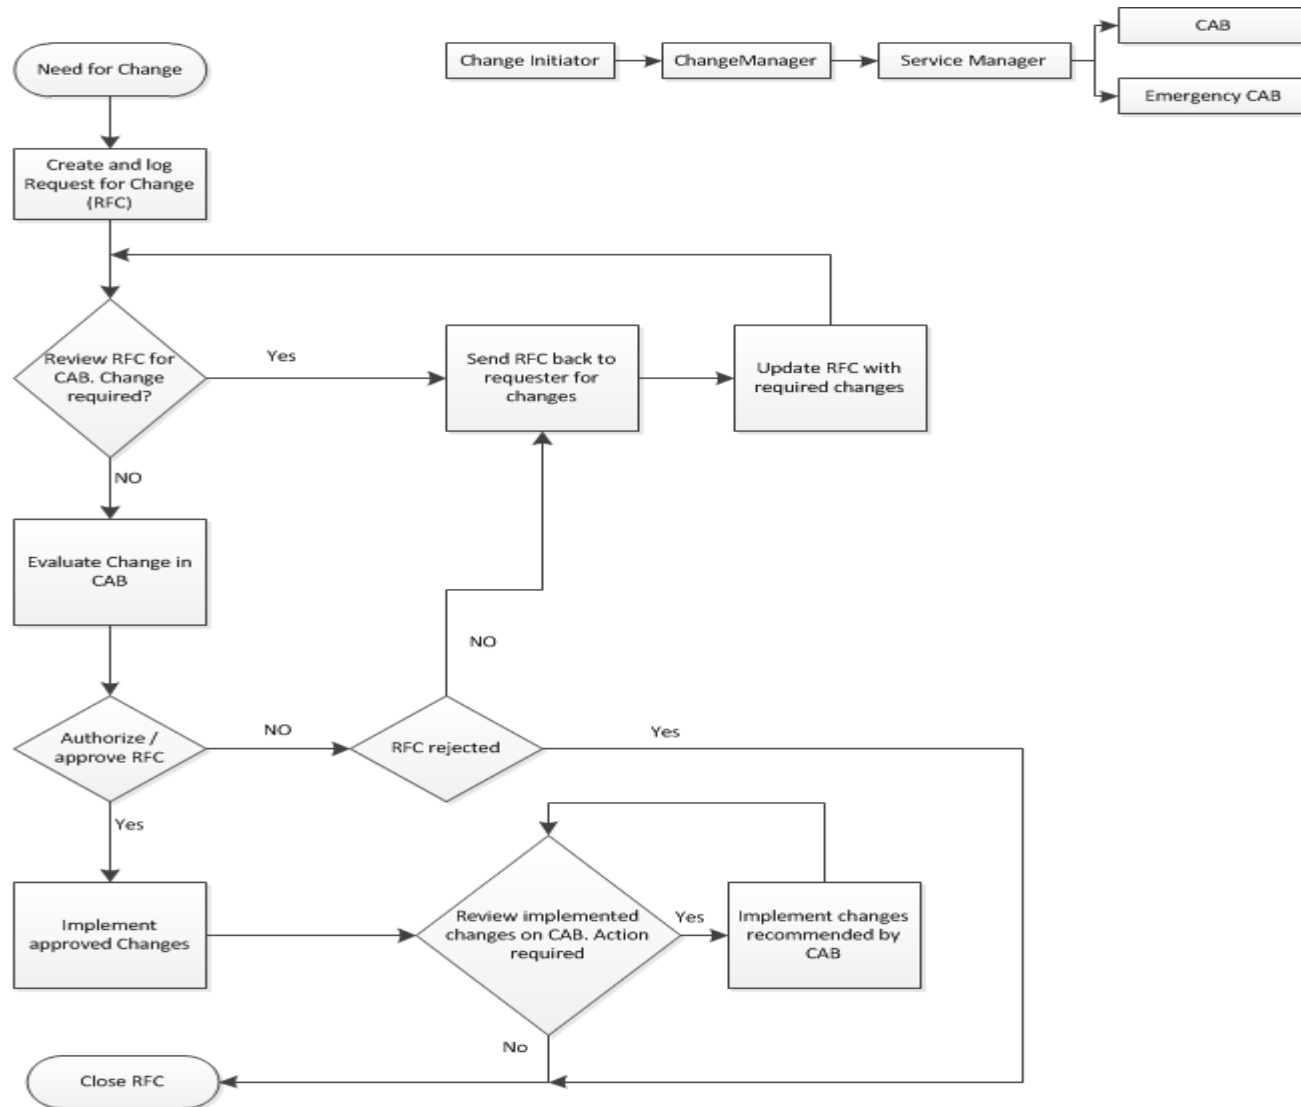 CAB
Need for Change
Change Initiator
ChangeManager
Service Manager
Emergency CAB
Create and log
Request for Change
(RFC)
Review RFC for
CAB. Change
required?
Yes
Send RFC back to
requester for
changes
Update RFC with
required changes
NO
Evaluate Change in
CAB
NO
Authorize /
approve RFC
NO
RFC rejected
Yes
Yes
Implement
approved Changes
Review implemented
changes on CAB. Action
required
Yes
Implement changes
recommended by
CAB
No
Close RFC